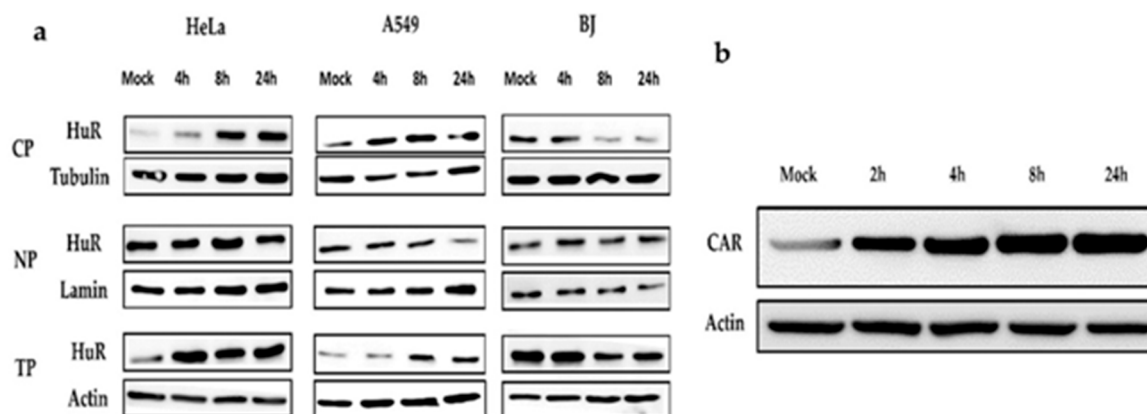 a
HeLa
A549
BJ
Mock 4h 8h 24h
Mock 4h 8h 24h
Mock 4h 8h 24h
CP
HuR
Tubulin
NP
HuR
Lamin
TP
HuR
Actin
b
Mock 2h 4h 8h 24h
CAR
Actin